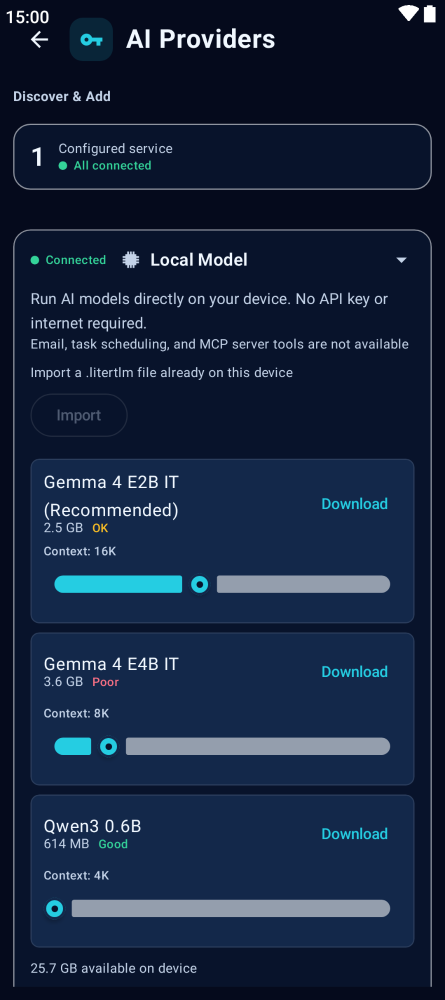 15:00
AI Providers
Discover & Add
1
Configured service
All connected
Connected
Local Model
Run AI models directly on your device. No API key or
internet required.
Email, task scheduling, and MCP server tools are not available
Import a .litertlm file already on this device
Import
Gemma 4 E2B IT
(Recommended)
2.5 GB OK
Download
Context: 16K
Gemma 4 E4B IT
3.6 GB Poor
Download
Context: 8K
Qwen3 0.6B
614 MB Good
Download
Context: 4K
25.7 GB available on device